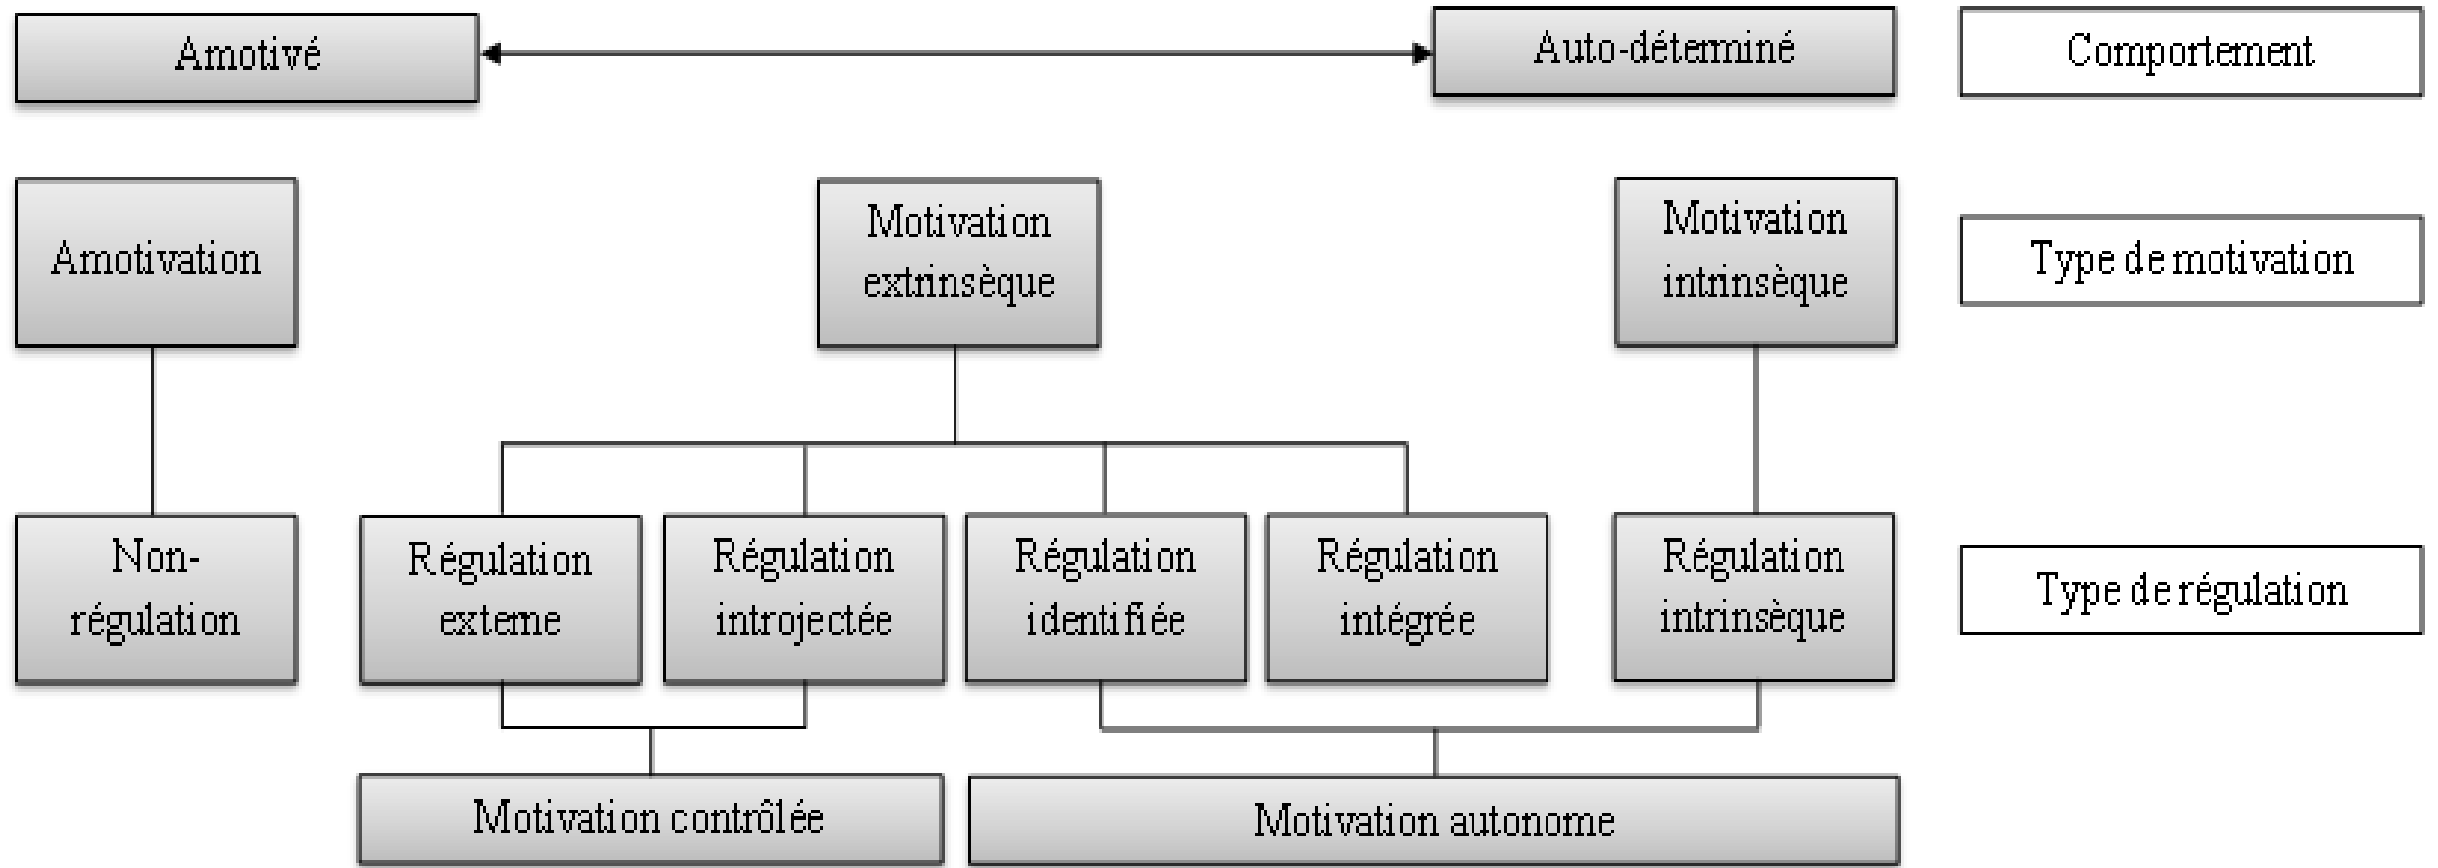 Amotivé
Auto-déterminé
Comportement
Amotivation
Motivation
extrinsèque
Motivation
intrinsèque
Type de motivation
Non-
régulation
Régulation
externe
Régulation
introjectée
Régulation
identifiée
Régulation
intégrée
Régulation
intrinsèque
Type de régulation
Motivation contrôlée
Motivation autonome